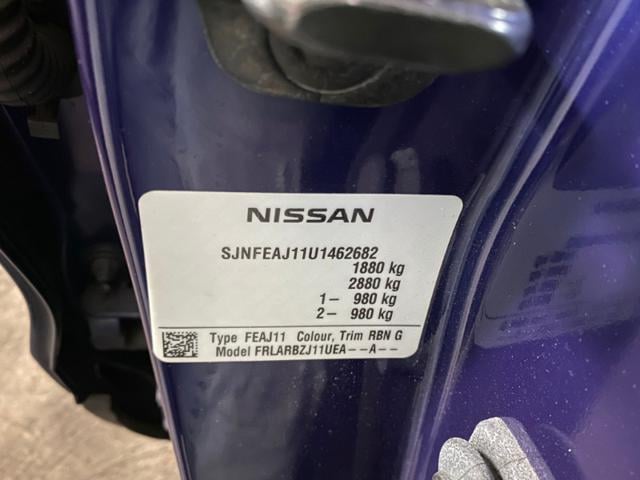 NISSAN
SJNFEAJ11U1462682
1880 kg
2880 kg
1– 980 kg
2– 980 kg
Type FEAJ11 Colour, Trim RBN G
Model FRLARBZJ11UEA--A--